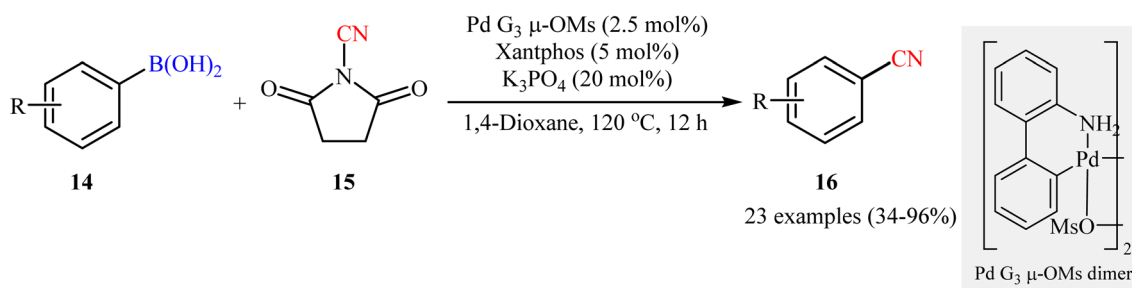 Pd G3 μ-OMs (2.5 mol%)
Xantphos (5 mol%)
K3PO4 (20 mol%)
1,4-Dioxane, 120 oC, 12 h
B(OH)2
R
14
+
CN
N
O
O
15
CN
R
16
23 examples (34-96%)
NH2
Pd
MsO
2
Pd G3 μ-OMs dimer